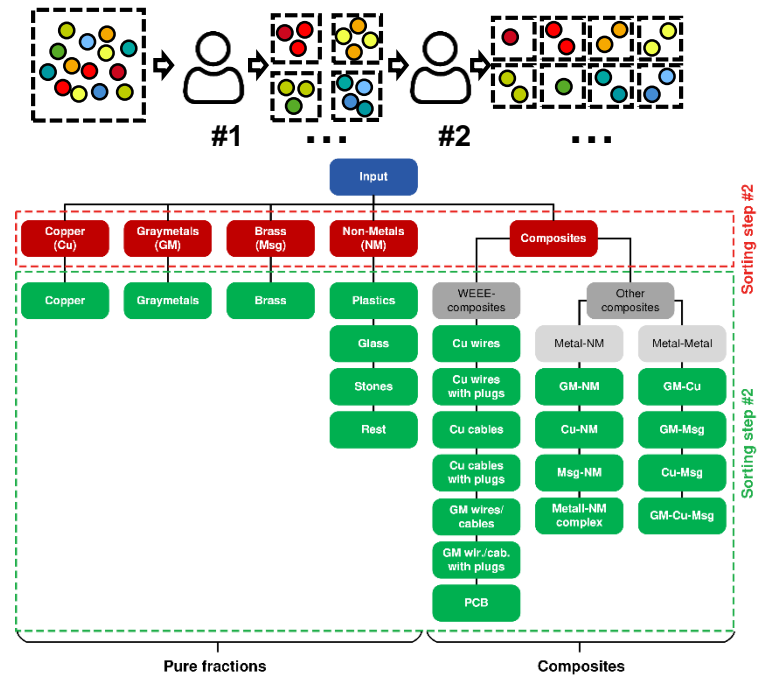 #1
...
#2
...
Input
Copper
(Cu)
Graymetals
(GM)
Brass
(Msg)
Non-Metals
(NM)
Composites
Sorting step #2
Copper
Graymetals
Brass
Plastics
WEEE-
composites
Other
composites
Glass
Cu wires
Metal-NM
Metal-Metal
Stones
Cu wires
with plugs
GM-NM
GM-Cu
Rest
Cu cables
Cu-NM
GM-Msg
Cu cables
with plugs
Msg-NM
Cu-Msg
GM wires/
cables
Metall-NM
complex
GM-Cu-Msg
GM wir./cab.
with plugs
PCB
Sorting step #2
Pure fractions
Composites